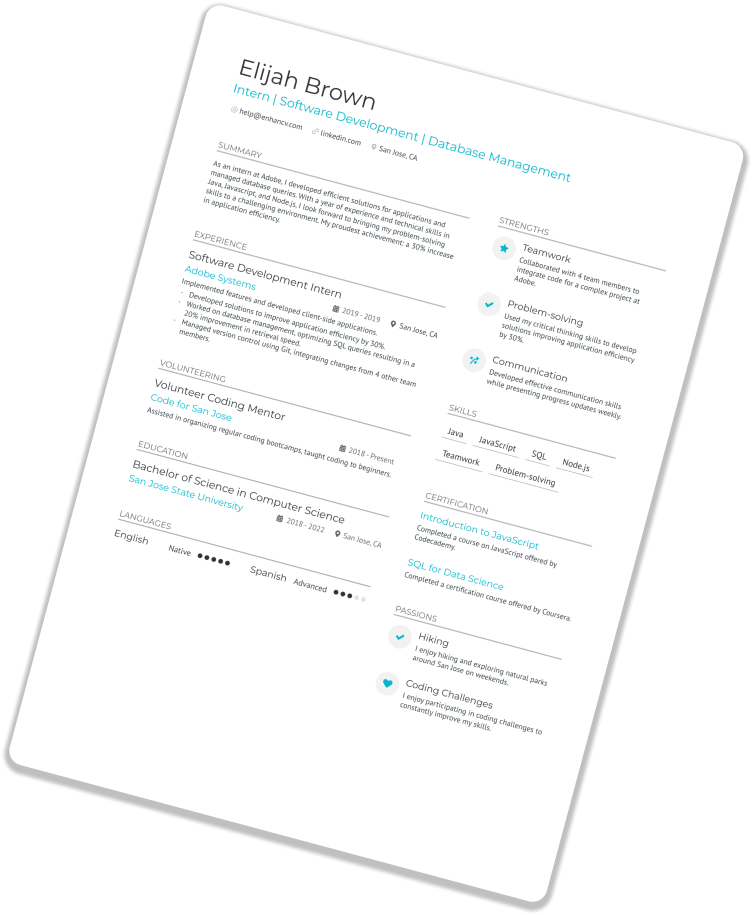 Elijah Brown
Intern | Software Development | Database Management
help@enhancv.com linkedin.com San Jose, CA
SUMMARY
As an intern at Adobe, I developed efficient solutions for applications and
managed database queries. With a year of experience and technical skills in
Java, Javascript, and Node.js, I look forward to bringing my problem-solving
skills to a challenging environment. My proudest achievement: a 30% increase
in application efficiency.
EXPERIENCE
Software Development Intern
Adobe Systems
2019 - 2019 San Jose, CA
Implemented features and developed client-side applications.
· Developed solutions to improve application efficiency by 30%.
· Worked on database management, optimizing SQL queries resulting in a
20% improvement in retrieval speed.
· Managed version control using Git, integrating changes from 4 other team
members.
VOLUNTEERING
Volunteer Coding Mentor
Code for San Jose
2018 - Present
Assisted in organizing regular coding bootcamps, taught coding to beginners.
EDUCATION
Bachelor of Science in Computer Science
San Jose State University
2018 - 2022 San Jose, CA
LANGUAGES
English Native
Spanish Advanced
STRENGTHS
Teamwork
Collaborated with 4 team members to
integrate code for a complex project at
Adobe.
Problem-solving
Used my critical thinking skills to develop
solutions improving application efficiency
by 30%.
Communication
Developed effective communication skills
while presenting progress updates weekly.
SKILLS
Java JavaScript SQL Node.js
Teamwork Problem-solving
CERTIFICATION
Introduction to JavaScript
Completed a course on JavaScript offered by
Codecademy.
SQL for Data Science
Completed a certification course offered by Coursera.
PASSIONS
Hiking
I enjoy hiking and exploring natural parks
around San Jose on weekends.
Coding Challenges
I enjoy participating in coding challenges to
constantly improve my skills.